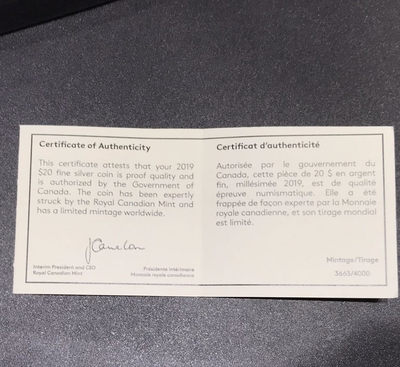 Certificate of Authenticity
This certificate attests that your 2019
$20 fine silver coin is proof quality and
is authorized by the Government of
Canada. The coin has been expertly
struck by the Royal Canadian Mint and
has a limited mintage worldwide.
Interim President and CEO
Royal Canadian Mint
Présidente intérimaire
Monnaie royale canadienne
Certificat d'authenticité
Autorisée par le gouvernement du
Canada, cette pièce de 20 $ en argent
fin, millésimée 2019, est de qualité
épreuve numismatique. Elle a été
frappée de façon experte par la Monnaie
royale canadienne, et son tirage mondial
est limité.
Mintage/Tirage
3663/4000